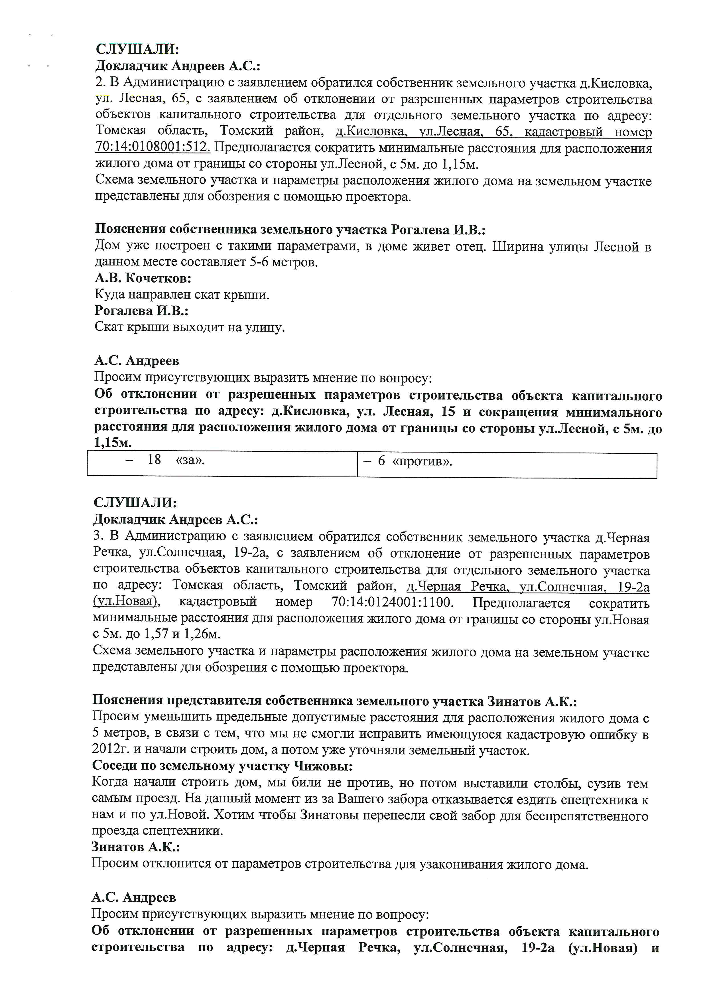 СЛУШАЛИ:
Докладчик Андреев А.С.:
2. В Администрацию с заявлением обратился собственник земельного участка д.Кисловка,
ул. Лесная, 65, с заявлением об отклонении от разрешенных параметров строительства
объектов капитального строительства для отдельного земельного участка по адресу:
Томская область, Томский район, д.Кисловка, ул.Лесная, 65, кадастровый номер
70:14:0108001:512. Предполагается сократить минимальные расстояния для расположения
жилого дома от границы со стороны ул.Лесной, с 5м. до 1,15м.
Схема земельного участка и параметры расположения жилого дома на земельном участке
представлены для обозрения с помощью проектора.
Пояснения собственника земельного участка Рогалева И.В.:
Дом уже построен с такими параметрами, в доме живет отец. Ширина улицы Лесной в
данном месте составляет 5-6 метров.
А.В. Кочетков:
Куда направлен скат крыши.
Рогалева И.В.:
Скат крыши выходит на улицу.
А.С. Андреев
Просим присутствующих выразить мнение по вопросу:
Об отклонении от разрешенных параметров строительства объекта капитального
строительства по адресу: д.Кисловка, ул. Лесная, 15 и сокращения минимального
расстояния для расположения жилого дома от границы со стороны ул.Лесной, с 5м. до
1,15м.
– 18 «за». – 6 «против».
СЛУШАЛИ:
Докладчик Андреев А.С.:
3. В Администрацию с заявлением обратился собственник земельного участка д.Черная
Речка, ул.Солнечная, 19-2а, с заявлением об отклонение от разрешенных параметров
строительства объектов капитального строительства для отдельного земельного участка
по адресу: Томская область, Томский район, д.Черная Речка, ул.Солнечная, 19-2а
(ул.Новая), кадастровый номер 70:14:0124001:1100. Предполагается сократить
минимальные расстояния для расположения жилого дома от границы со стороны ул.Новая
с 5м. до 1,57 и 1,26м.
Схема земельного участка и параметры расположения жилого дома на земельном участке
представлены для обозрения с помощью проектора.
Пояснения представителя собственника земельного участка Зинатов А.К.:
Просим уменьшить предельные допустимые расстояния для расположения жилого дома с
5 метров, в связи с тем, что мы не смогли исправить имеющуюся кадастровую ошибку в
2012г. и начали строить дом, а потом уже уточняли земельный участок.
Соседи по земельному участку Чижовы:
Когда начали строить дом, мы били не против, но потом выставили столбы, сузив тем
самым проезд. На данный момент из за Вашего забора отказывается ездить спецтехника к
нам и по ул.Новой. Хотим чтобы Зинатовы перенесли свой забор для беспрепятственного
проезда спецтехники.
Зинатов А.К.:
Просим отклонится от параметров строительства для узаконивания жилого дома.
А.С. Андреев
Просим присутствующих выразить мнение по вопросу:
Об отклонении от разрешенных параметров строительства объекта капитального
строительства по адресу: д.Черная Речка, ул.Солнечная, 19-2а (ул.Новая) и